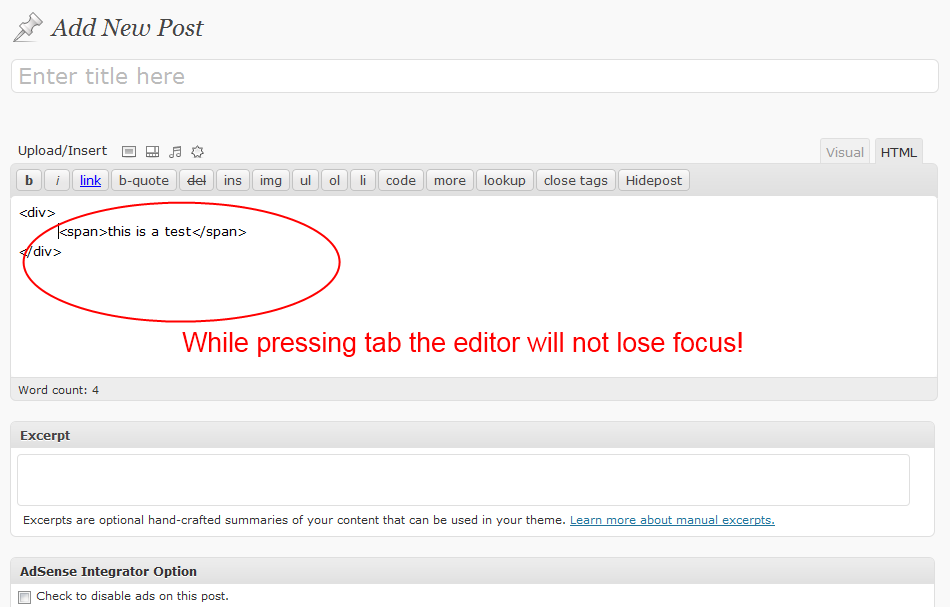 Add New Post
Enter title here
Upload/Insert Visual HTML
b i link b-quote del ins img ul ol li code more lookup close tags Hidepost
<div>
<span>this is a test</span>
</div>
While pressing tab the editor will not lose focus!
Word count: 4
Excerpt
Excerpts are optional hand-crafted summaries of your content that can be used in your theme. Learn more about manual excerpts.
AdSense Integrator Option
Check to disable ads on this post.